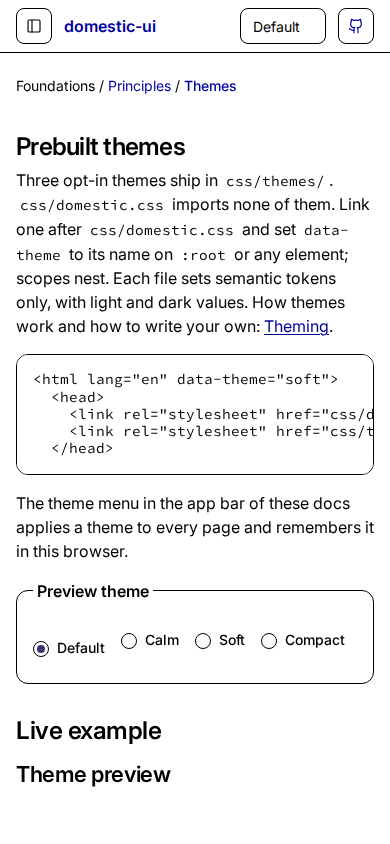 domestic-ui
Default
Foundations / Principles / Themes
Prebuilt themes
Three opt-in themes ship in css/themes/ .
css/domestic.css imports none of them. Link
one after css/domestic.css and set data-
theme to its name on :root or any element;
scopes nest. Each file sets semantic tokens
only, with light and dark values. How themes
work and how to write your own: Theming.
<html lang="en" data-theme="soft">
  <head>
    <link rel="stylesheet" href="css/d
    <link rel="stylesheet" href="css/t
  </head>
The theme menu in the app bar of these docs
applies a theme to every page and remembers it
in this browser.
Preview theme
Default Calm Soft Compact
Live example
Theme preview